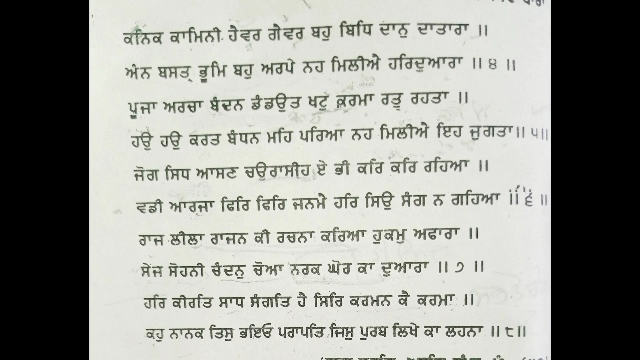 ਕਨਿਕ ਕਾਮਿਨੀ ਹੈਵਰ ਗੈਵਰ ਬਹੁ ਬਿਧਿ ਦਾਨੁ ਦਾਤਾਰਾ ॥
ਅੰਨ ਬਸਤ੍ਰ ਭੂਮਿ ਬਹੁ ਅਰਪੇ ਨਹ ਮਿਲੀਐ ਹਰਿਦੁਆਰਾ ॥ ੪ ॥
ਪੂਜਾ ਅਰਚਾ ਬੰਦਨ ਡੰਡਉਤ ਖਟੁ ਕਰਮਾ ਰਤੁ ਰਹਤਾ ॥
ਹਉ ਹਉ ਕਰਤ ਬੰਧਨ ਮਹਿ ਪਰਿਆ ਨਹ ਮਿਲੀਐ ਇਹ ਜੁਗਤਾ॥ ੫॥
ਜੋਗ ਸਿਧ ਆਸਣ ਚਉਰਾਸੀਹ ਏ ਭੀ ਕਰਿ ਕਰਿ ਰਹਿਆ ॥
ਵਡੀ ਆਰਜਾ ਫਿਰਿ ਫਿਰਿ ਜਨਮੈ ਹਰਿ ਸਿਉ ਸੰਗ ਨ ਗਹਿਆ ॥ ੬ ॥
ਰਾਜ ਲੀਲਾ ਰਾਜਨ ਕੀ ਰਚਨਾ ਕਰਿਆ ਹੁਕਮੁ ਅਫਾਰਾ ॥
ਸੇਜ ਸੋਹਨੀ ਚੰਦਨੁ ਚੋਆ ਨਰਕ ਘੋਰ ਕਾ ਦੁਆਰਾ ॥ ੭ ॥
ਹਰਿ ਕੀਰਤਿ ਸਾਧ ਸੰਗਤਿ ਹੈ ਸਿਰਿ ਕਰਮਨ ਕੈ ਕਰਮਾ ॥
ਕਹੁ ਨਾਨਕ ਤਿਸੁ ਭਇਓ ਪਰਾਪਤਿ ਜਿਸੁ ਪੂਰਬ ਲਿਖੇ ਕਾ ਲਹਨਾ ॥ ੮॥